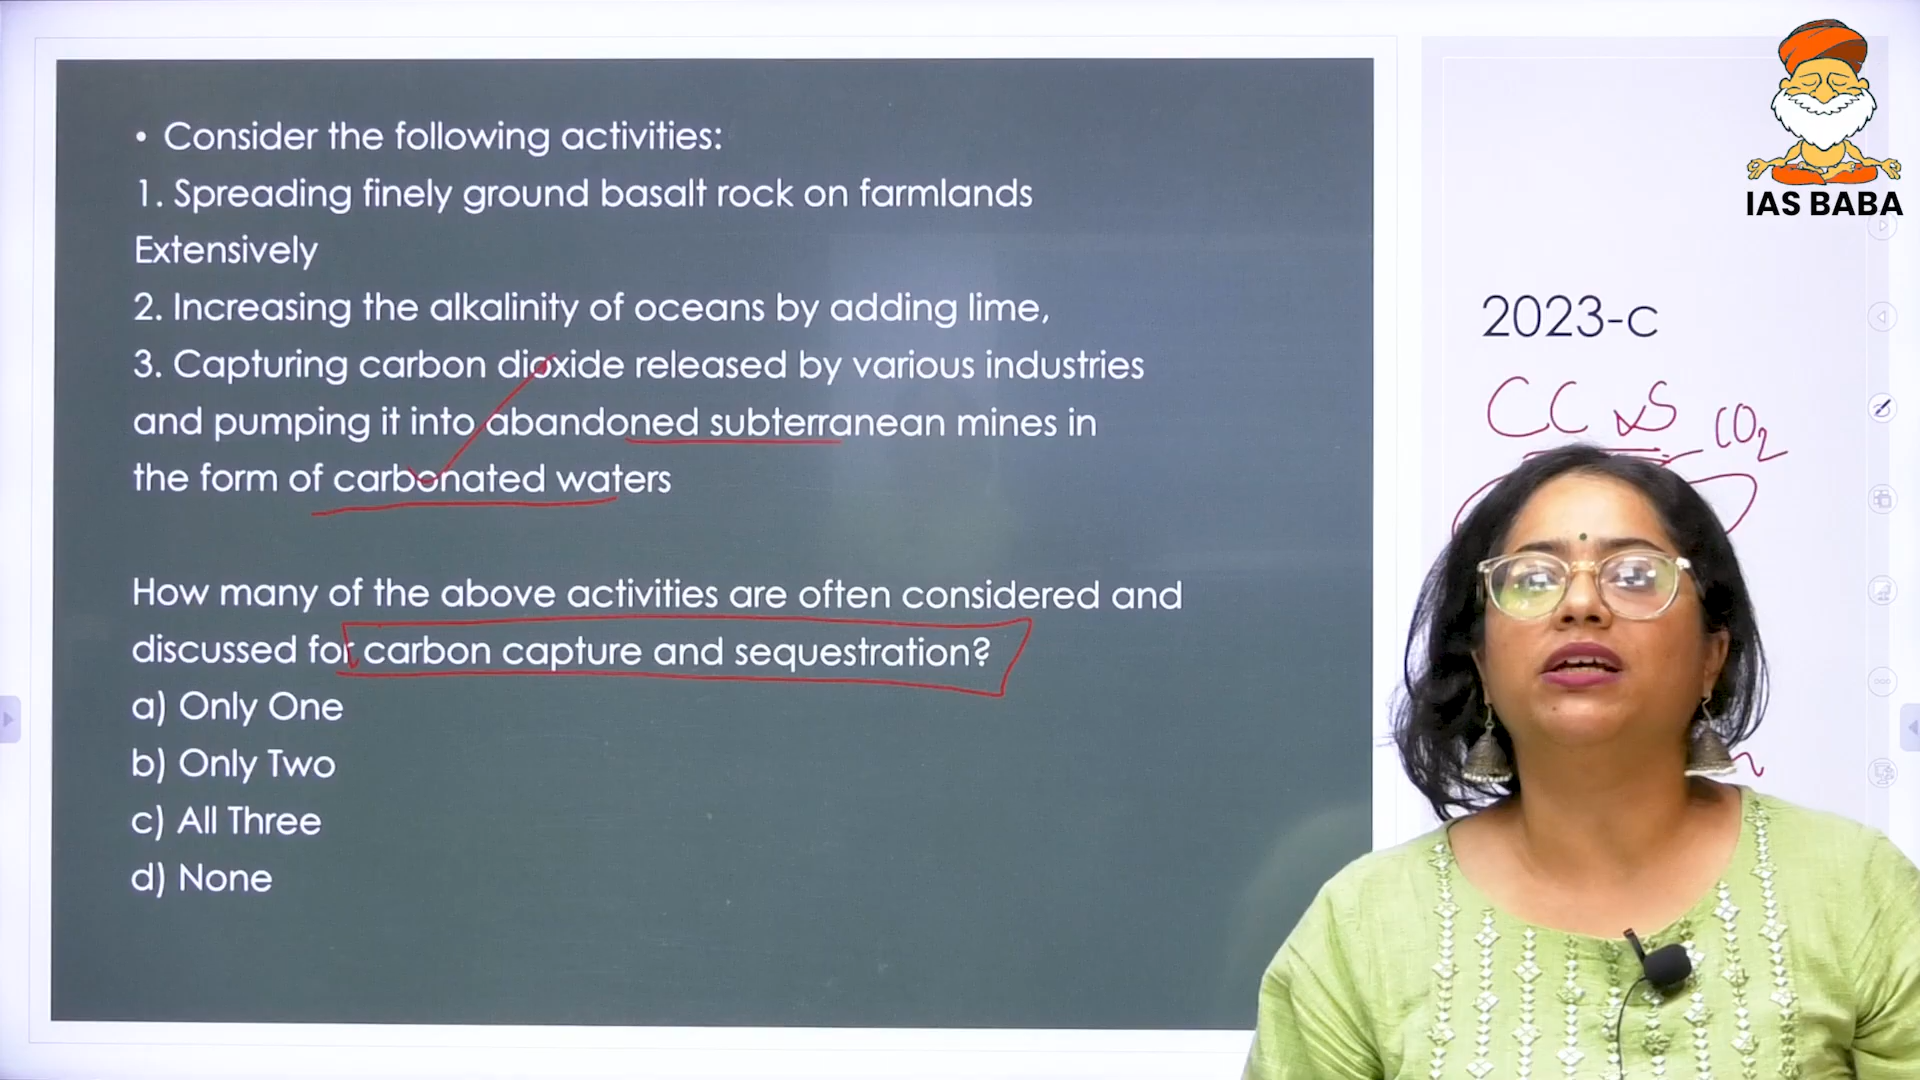 • Consider the following activities:
1. Spreading finely ground basalt rock on farmlands
Extensively
2. Increasing the alkalinity of oceans by adding lime,
3. Capturing carbon dioxide released by various industries
and pumping it into abandoned subterranean mines in
the form of carbonated waters
How many of the above activities are often considered and
discussed for carbon capture and sequestration?
a) Only One
b) Only Two
c) All Three
d) None
IAS BABA
2023-c
CC
S
CO2